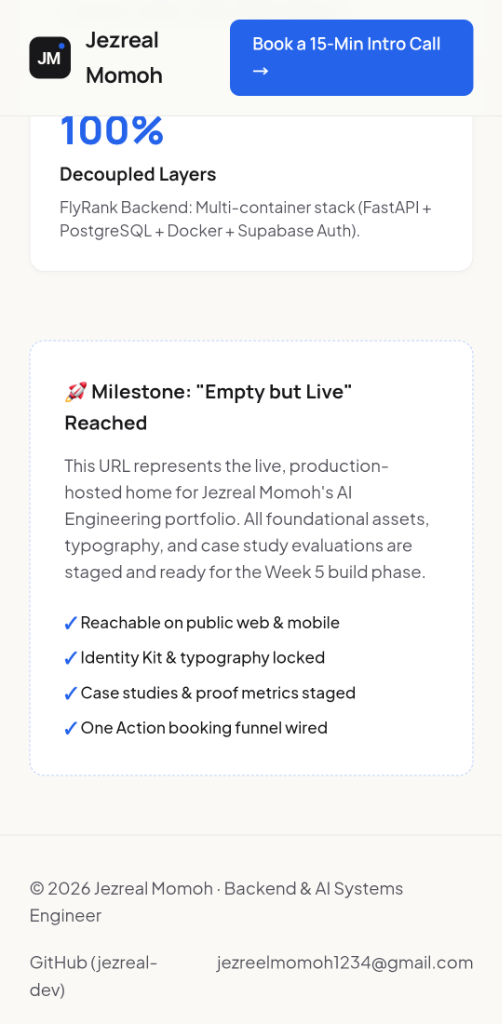 JM
Jezreal
Momoh
Book a 15-Min Intro Call
→
100%
Decoupled Layers
FlyRank Backend: Multi-container stack (FastAPI +
PostgreSQL + Docker + Supabase Auth).
🚀 Milestone: "Empty but Live"
Reached
This URL represents the live, production-
hosted home for Jezreal Momoh's AI
Engineering portfolio. All foundational assets,
typography, and case study evaluations are
staged and ready for the Week 5 build phase.
✓ Reachable on public web & mobile
✓ Identity Kit & typography locked
✓ Case studies & proof metrics staged
✓ One Action booking funnel wired
© 2026 Jezreal Momoh · Backend & AI Systems
Engineer
GitHub (jezreal-
dev)
jezreelmomoh1234@gmail.com